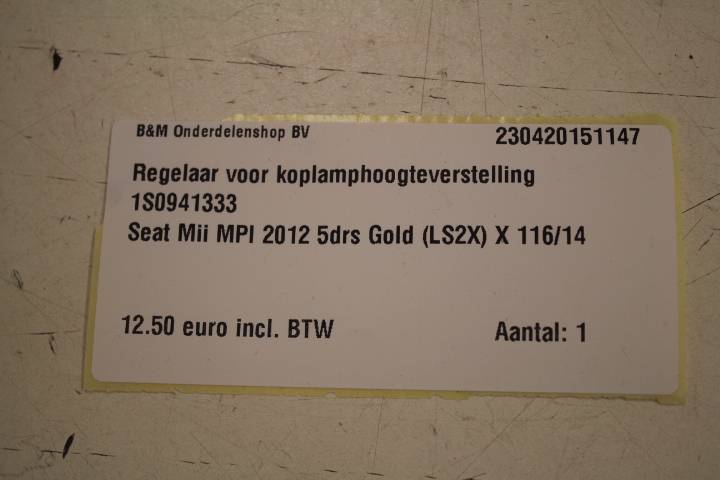 B&M Onderdelenshop BV 230420151147
Regelaar voor koplamphoogteverstelling
1S0941333
Seat Mii MPI 2012 5drs Gold (LS2X) X 116/14
12.50 euro incl. BTW Aantal: 1